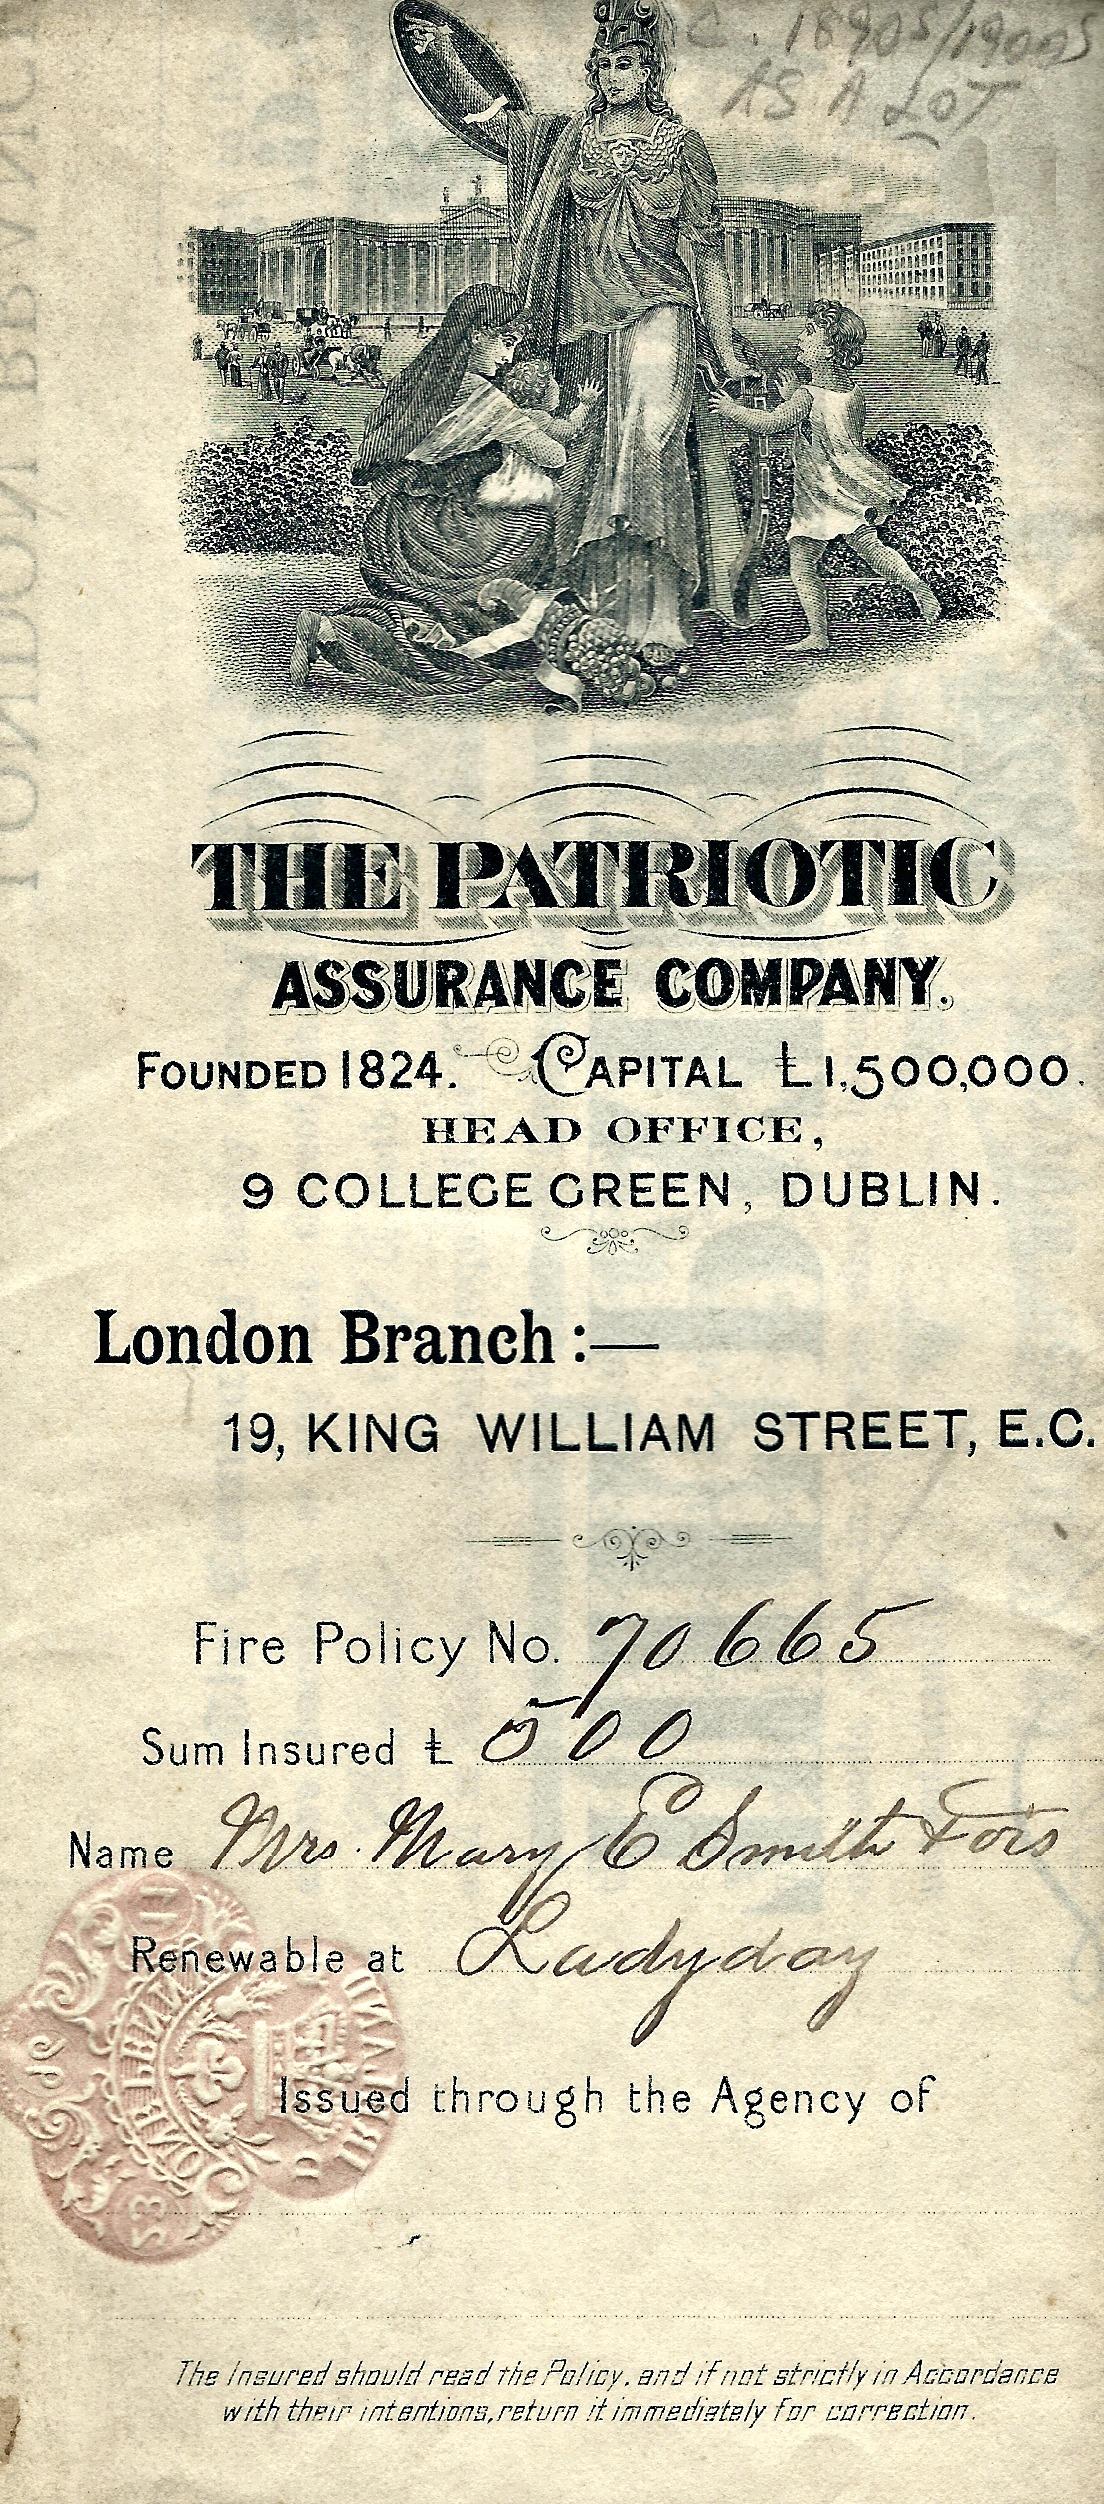 C. 1890s/1900s
AS A LOT
THE PATRIOTIC
ASSURANCE COMPANY.
FOUNDED 1824. CAPITAL £1,500,000.
HEAD OFFICE,
9 COLLEGE GREEN, DUBLIN.
London Branch :—
19, KING WILLIAM STREET, E.C.
Fire Policy No. 70665
Sum Insured £ 500
Name Mrs. Mary E Smith & ors
Renewable at Ladyday
Issued through the Agency of
The Insured should read the Policy, and if not strictly in Accordance
with their intentions, return it immediately for correction.